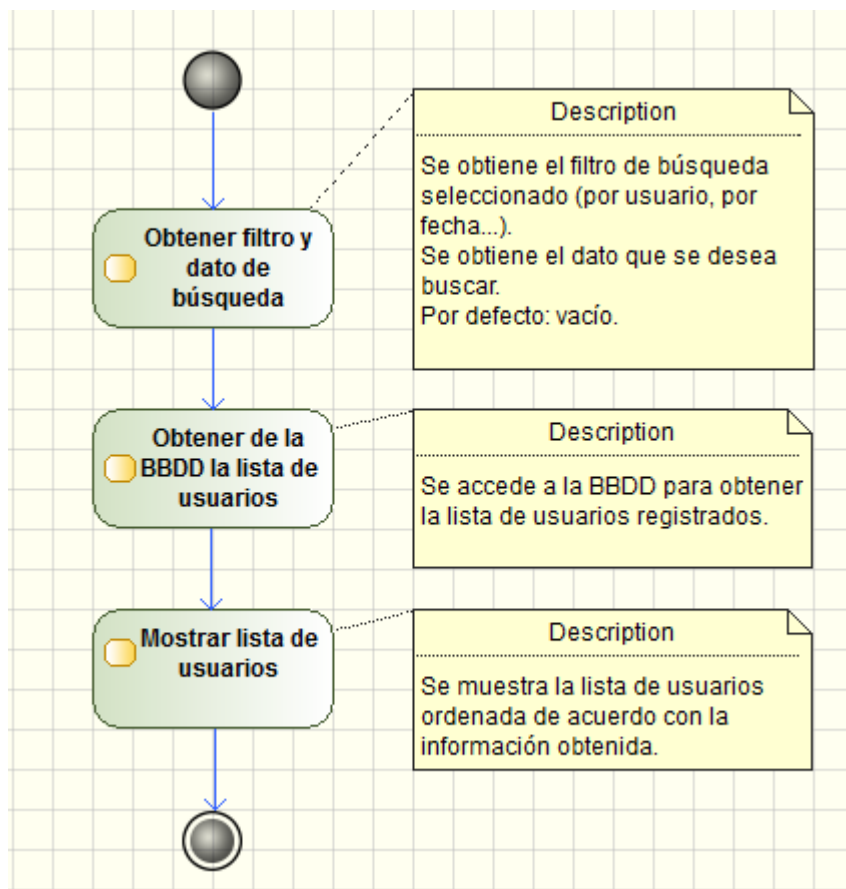 Description
Se obtiene el filtro de búsqueda
seleccionado (por usuario, por
fecha...).
Se obtiene el dato que se desea
buscar.
Por defecto: vacío.
Obtener filtro y
dato de
búsqueda
Description
Se accede a la BBDD para obtener
la lista de usuarios registrados.
Obtener de la
BBDD la lista de
usuarios
Description
Se muestra la lista de usuarios
ordenada de acuerdo con la
información obtenida.
Mostrar lista de
usuarios